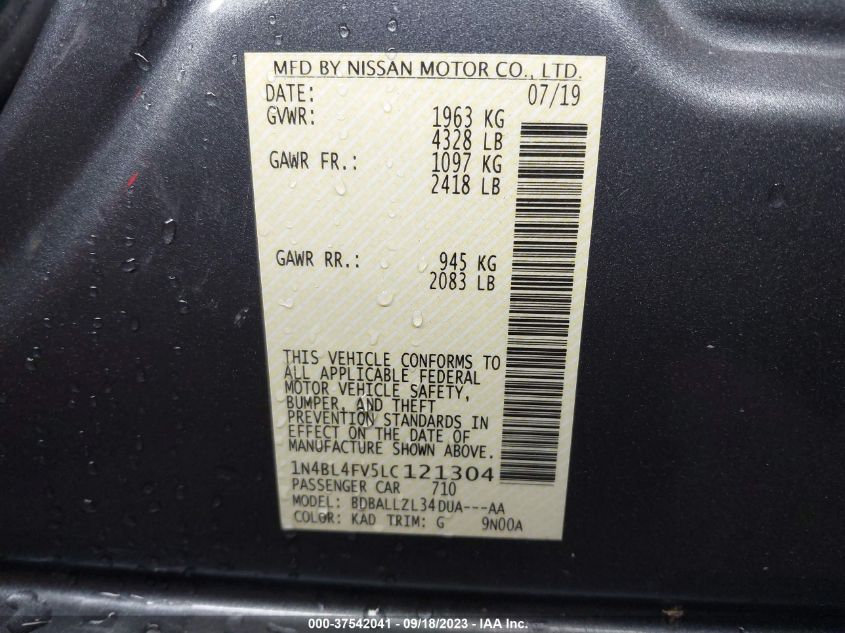 MFD BY NISSAN MOTOR CO., LTD.
DATE: 07/19
GVWR: 1963 KG
4328 LB
GAWR FR.: 1097 KG
2418 LB
GAWR RR.: 945 KG
2083 LB
THIS VEHICLE CONFORMS TO
ALL APPLICABLE FEDERAL
MOTOR VEHICLE SAFETY,
BUMPER, AND THEFT
PREVENTION STANDARDS IN
EFFECT ON THE DATE OF
MANUFACTURE SHOWN ABOVE.
1N4BL4FV5LC121304
PASSENGER CAR 710
MODEL: BDBALLZL34DUA---AA
COLOR: KAD TRIM: G 9N00A
000-37542041 - 09/18/2023 - IAAI.com